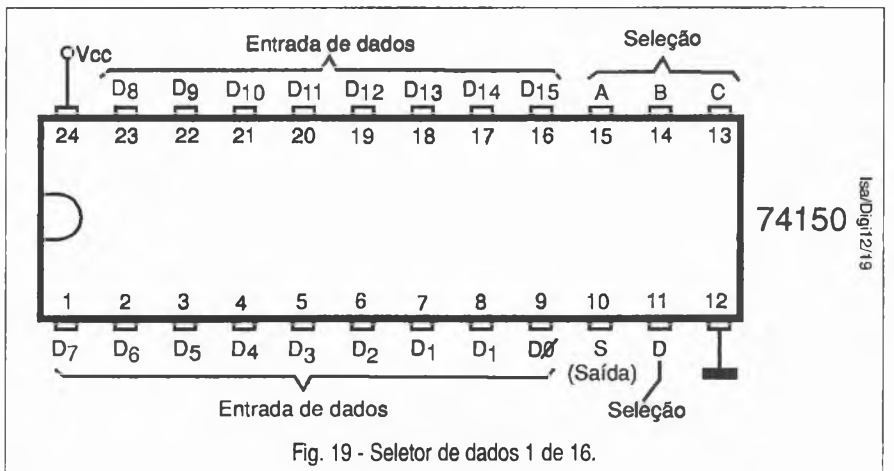 Vcc
Entrada de dados
Seleção
D8 D9 D10 D11 D12 D13 D14 D15 A B C
24 23 22 21 20 19 18 17 16 15 14 13
74150
Isa/Digi12/19
1 2 3 4 5 6 7 8 9 10 11 12
D7 D6 D5 D4 D3 D2 D1 D1 D0 S D
(Saída)
Entrada de dados
Seleção
Fig. 19 - Seletor de dados 1 de 16.